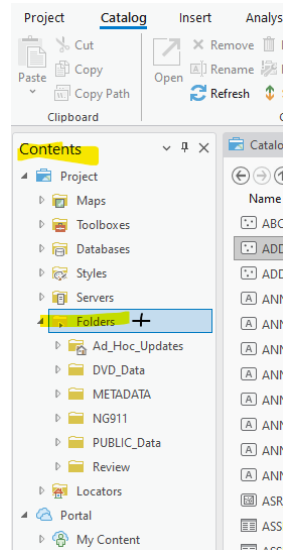 Project Catalog Insert Analys
Cut
Copy
Copy Path
Paste
Clipboard
Open
Remove
Rename
Refresh
Contents
Project
Maps
Toolboxes
Databases
Styles
Servers
Folders
Ad_Hoc_Updates
DVD_Data
METADATA
NG911
PUBLIC_Data
Review
Locators
Portal
My Content
Catalo
Name
ABC
ADD
ADD
A ANN
A ANN
A ANN
A ANN
A ANN
A ANN
A ANN
A ANN
ASR
ASS